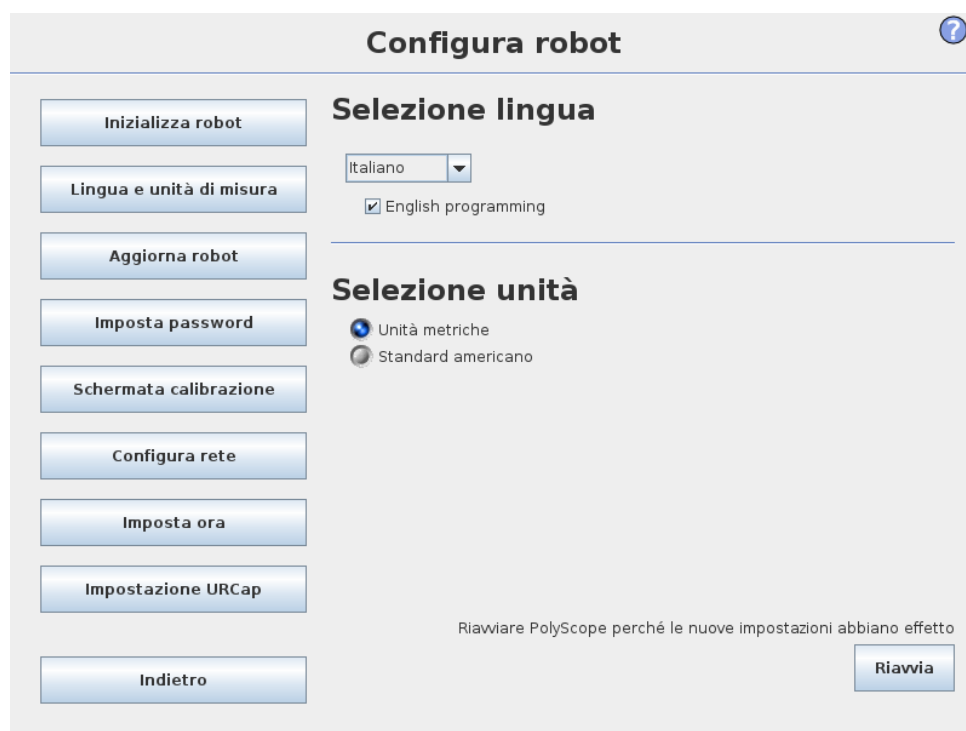 Configura robot
?
Inizializza robot
Lingua e unità di misura
Aggiorna robot
Imposta password
Schermata calibrazione
Configura rete
Imposta ora
Impostazione URCap
Indietro
Selezione lingua
Italiano
English programming
Selezione unità
Unità metriche
Standard americano
Riavviare PolyScope perché le nuove impostazioni abbiano effetto
Riavvia